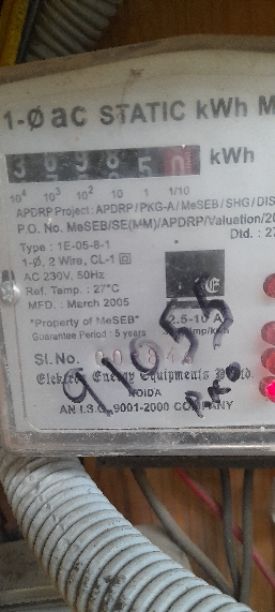 1-Ø ac STATIC kWh M
kWh
10⁴ 10³ 10² 10 1 1/10
APDRP Project : APDRP / PKG-A / MeSEB / SHG / DIS
P.O. No. MeSEB/SE(MM)/APDRP/Valuation/20
Dtd. : 27
Type : 1E-05-8-1
1-Ø, 2 Wire, CL-1
AC 230V, 50Hz
Ref. Temp. : 27°C
MFD. : March 2005
"Property of MeSEB"
2.5-10 A
Guarantee Period : 5 years
Sl. No.
Elektron Energy Equipments P Ltd
NOIDA
AN I.S.O. 9001-2000 COMPANY